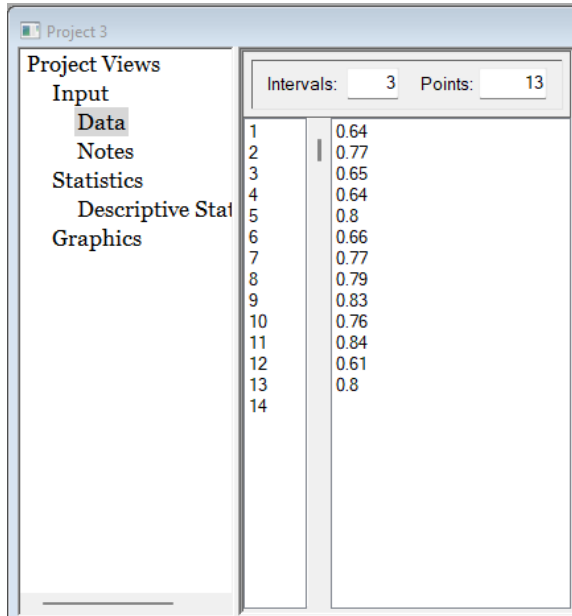 Project 3
Project Views
Input
Data
Notes
Statistics
Descriptive Stat
Graphics
Intervals: 3 Points: 13
1 0.64
2 0.77
3 0.65
4 0.64
5 0.8
6 0.66
7 0.77
8 0.79
9 0.83
10 0.76
11 0.84
12 0.61
13 0.8
14